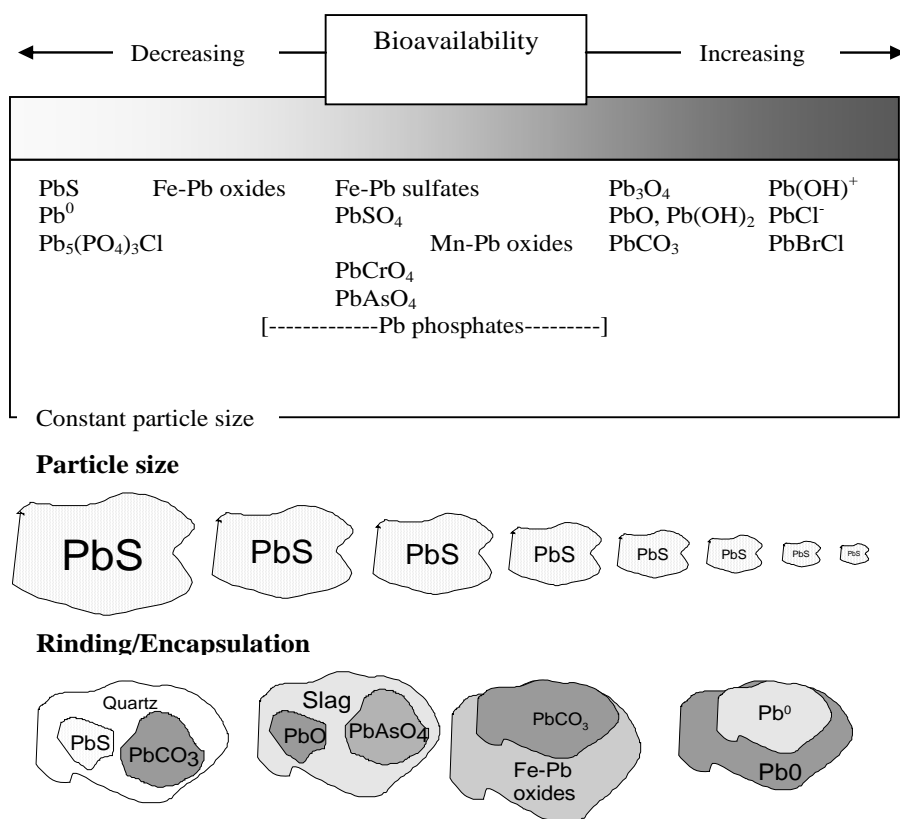 Bioavailability
Decreasing Increasing
PbS Fe-Pb oxides Fe-Pb sulfates Pb₃O₄ Pb(OH)⁺
Pb⁰ PbSO₄ PbO, Pb(OH)₂ PbCl⁻
Pb₅(PO₄)₃Cl Mn-Pb oxides PbCO₃ PbBrCl
PbCrO₄
PbAsO₄
[-------------Pb phosphates---------]
Constant particle size
Particle size
PbS PbS PbS PbS PbS PbS PbS PbS
Rinding/Encapsulation
Quartz
PbS
PbCO₃
Slag
PbO
PbAsO₄
PbCO₃
Fe-Pb
oxides
Pb⁰
Pb0